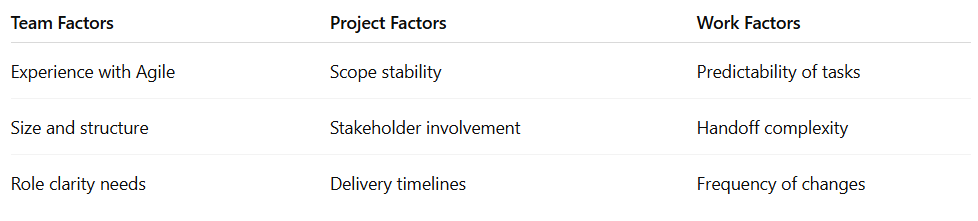 Team Factors Project Factors Work Factors
Experience with Agile Scope stability Predictability of tasks
Size and structure Stakeholder involvement Handoff complexity
Role clarity needs Delivery timelines Frequency of changes